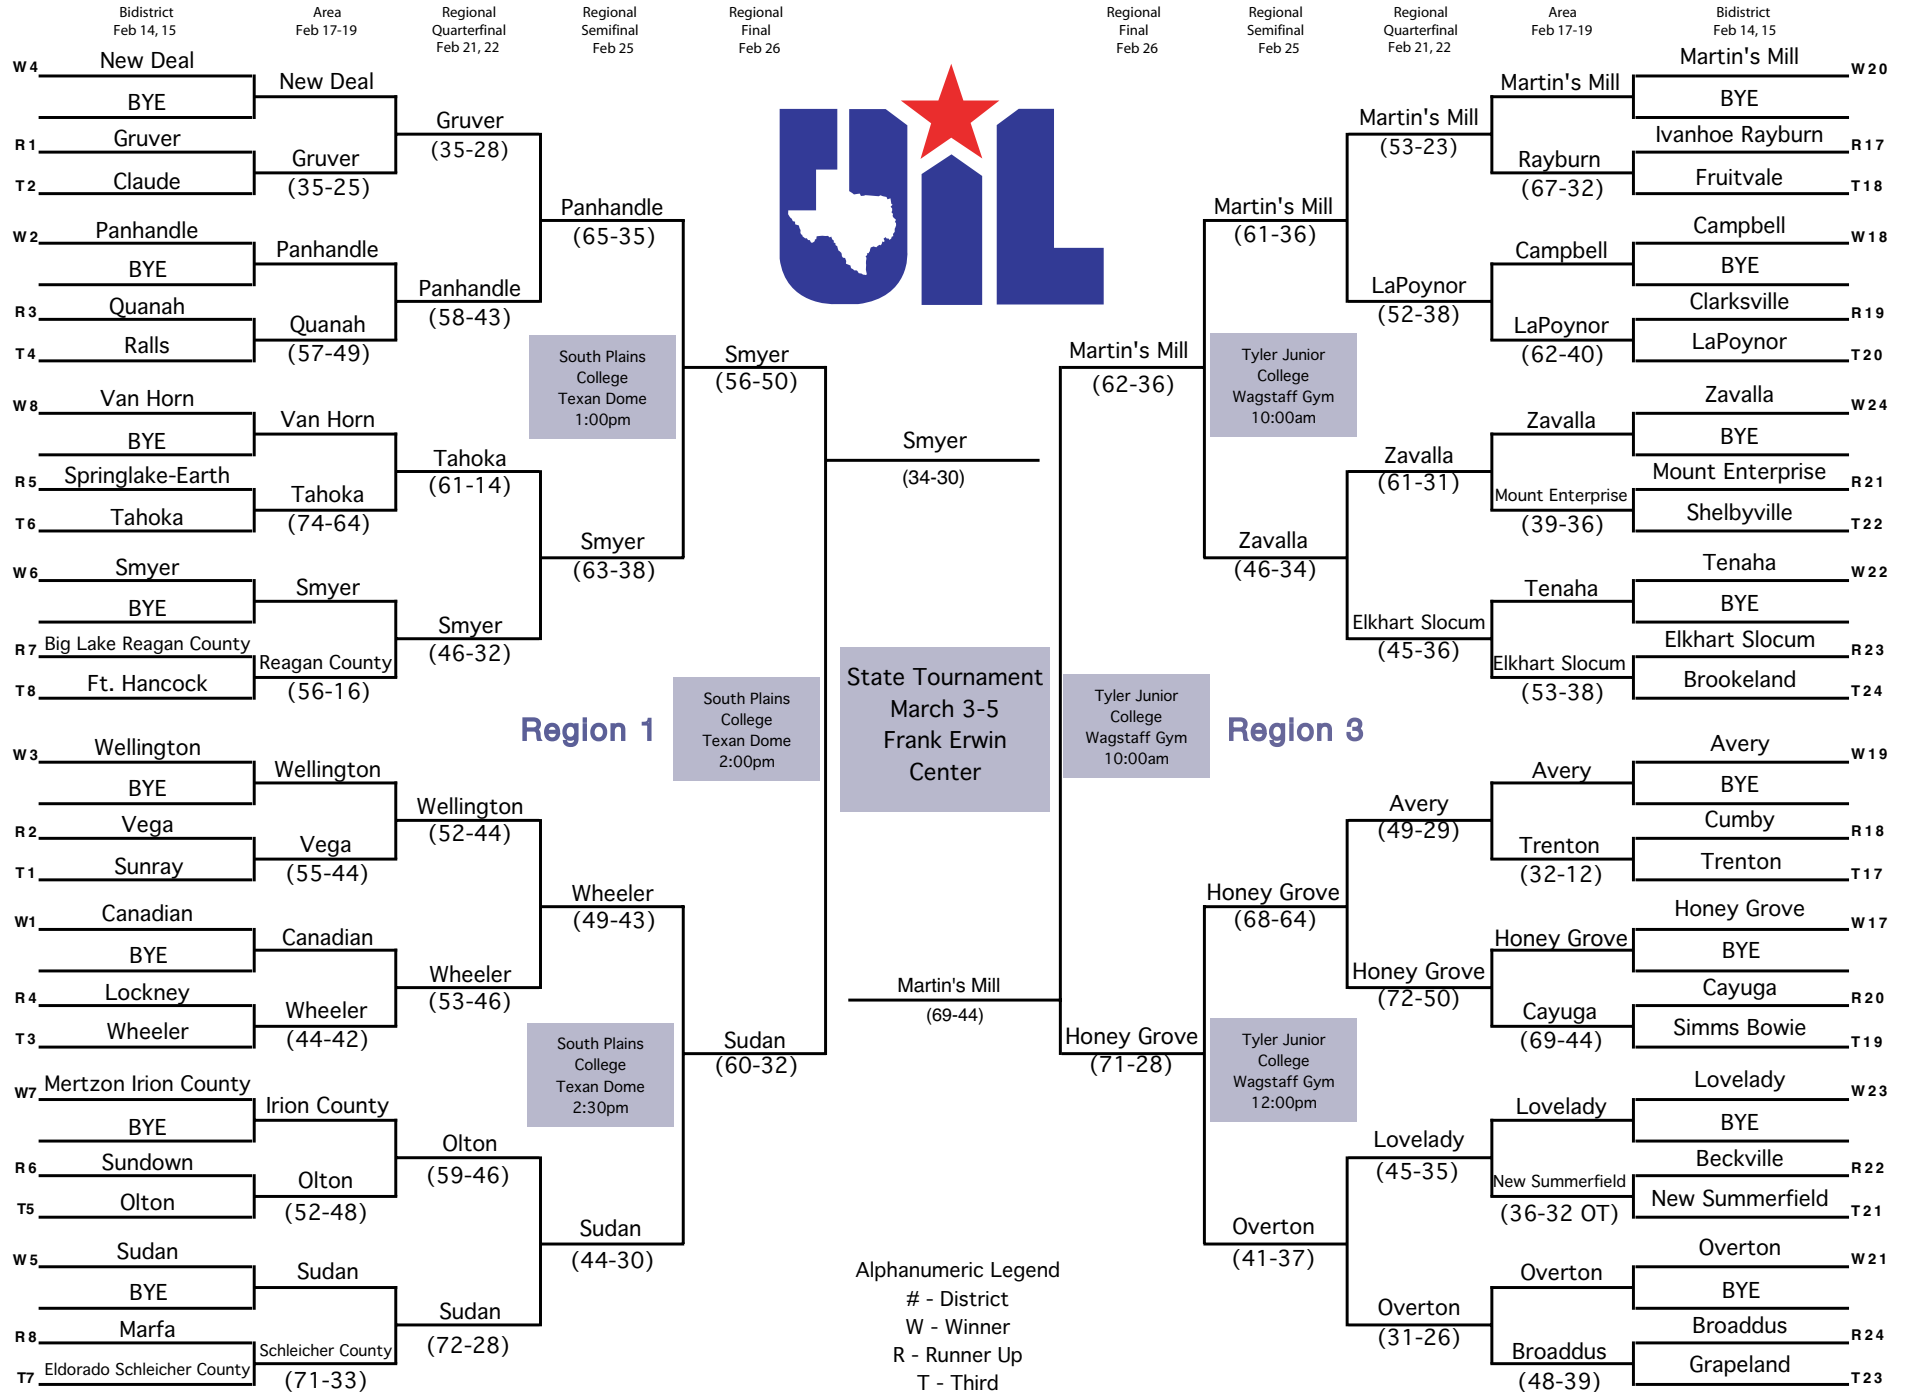 Bidistrict
Feb 14, 15
Area
Feb 17-19
Regional
Quarterfinal
Feb 21, 22
Regional
Semifinal
Feb 25
Regional
Final
Feb 26
Regional
Final
Feb 26
Regional
Semifinal
Feb 25
Regional
Quarterfinal
Feb 21, 22
Area
Feb 17-19
Bidistrict
Feb 14, 15
W4 New Deal
BYE
R1 Gruver
T2 Claude
W2 Panhandle
BYE
R3 Quanah
T4 Ralls
W8 Van Horn
BYE
R5 Springlake-Earth
T6 Tahoka
W6 Smyer
BYE
R7 Big Lake Reagan County
T8 Ft. Hancock
W3 Wellington
BYE
R2 Vega
T1 Sunray
W1 Canadian
BYE
R4 Lockney
T3 Wheeler
W7 Mertzon Irion County
BYE
R6 Sundown
T5 Olton
W5 Sudan
BYE
R8 Marfa
T7 Eldorado Schleicher County
New Deal
Gruver
(35-25)
Panhandle
Quanah
(57-49)
Van Horn
Tahoka
(74-64)
Smyer
Reagan County
(56-16)
Wellington
Vega
(55-44)
Canadian
Wheeler
(44-42)
Irion County
Olton
(52-48)
Sudan
Schleicher County
(71-33)
Gruver
(35-28)
Panhandle
(58-43)
Tahoka
(61-14)
Smyer
(46-32)
Wellington
(52-44)
Wheeler
(53-46)
Olton
(59-46)
Sudan
(72-28)
Panhandle
(65-35)
South Plains
College
Texan Dome
1:00pm
Smyer
(63-38)
Region 1
Wheeler
(49-43)
South Plains
College
Texan Dome
2:30pm
Sudan
(44-30)
Smyer
(56-50)
South Plains
College
Texan Dome
2:00pm
Sudan
(60-32)
UIL
Smyer
(34-30)
State Tournament
March 3-5
Frank Erwin
Center
Martin's Mill
(69-44)
Alphanumeric Legend
# - District
W - Winner
R - Runner Up
T - Third
Martin's Mill
(62-36)
Tyler Junior
College
Wagstaff Gym
10:00am
Honey Grove
(71-28)
Martin's Mill
(61-36)
Tyler Junior
College
Wagstaff Gym
10:00am
Zavalla
(46-34)
Region 3
Honey Grove
(68-64)
Tyler Junior
College
Wagstaff Gym
12:00pm
Overton
(41-37)
Martin's Mill
(53-23)
LaPoynor
(52-38)
Zavalla
(61-31)
Elkhart Slocum
(45-36)
Avery
(49-29)
Honey Grove
(72-50)
Lovelady
(45-35)
Overton
(31-26)
Martin's Mill
Rayburn
(67-32)
Campbell
LaPoynor
(62-40)
Zavalla
Mount Enterprise
(39-36)
Tenaha
Elkhart Slocum
(53-38)
Avery
Trenton
(32-12)
Honey Grove
Cayuga
(69-44)
Lovelady
New Summerfield
(36-32 OT)
Overton
Broaddus
(48-39)
Martin's Mill W20
BYE
Ivanhoe Rayburn R17
Fruitvale T18
Campbell W18
BYE
Clarksville R19
LaPoynor T20
Zavalla W24
BYE
Mount Enterprise R21
Shelbyville T22
Tenaha W22
BYE
Elkhart Slocum R23
Brookeland T24
Avery W19
BYE
Cumby R18
Trenton T17
Honey Grove W17
BYE
Cayuga R20
Simms Bowie T19
Lovelady W23
BYE
Beckville R22
New Summerfield T21
Overton W21
BYE
Broaddus R24
Grapeland T23